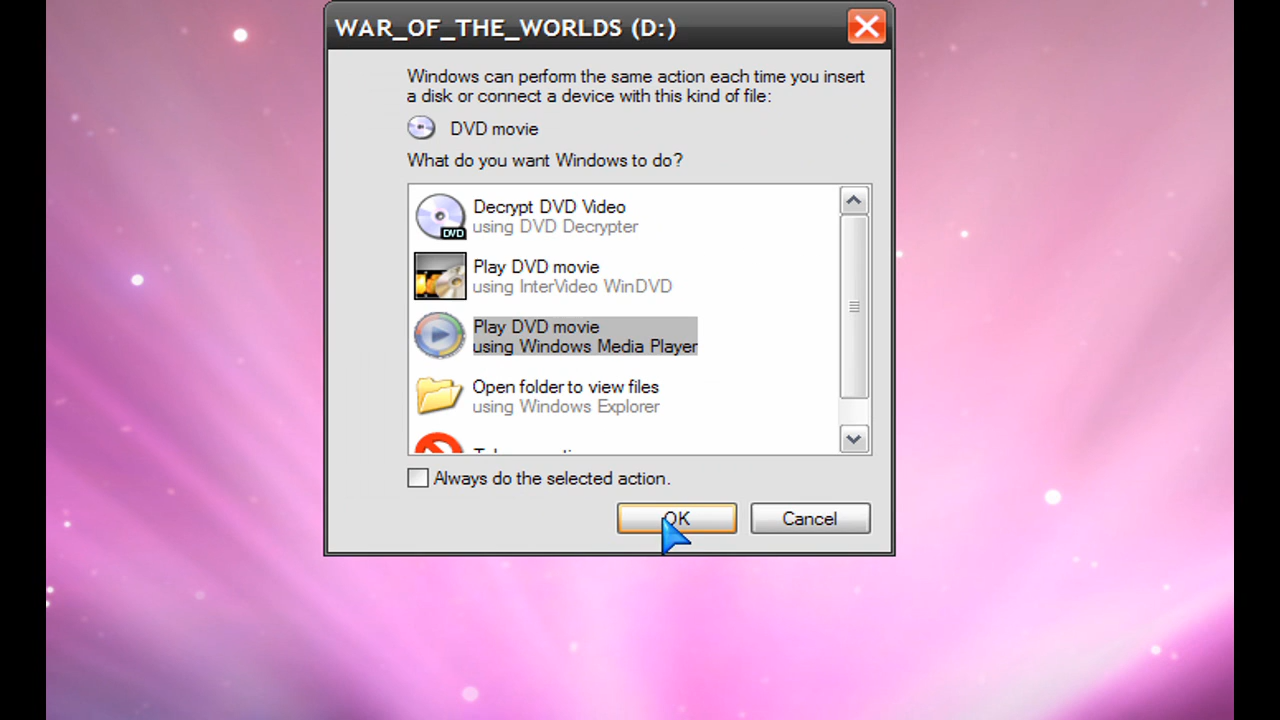 WAR_OF_THE_WORLDS (D:)
Windows can perfom the same action each time you insert
a disk or connect a device with this kind of file:
DVD movie
What do you want Windows to do?
Decrypt DVD Video
using DVD Decrypter
DVD
Play DVD movie
using InterVideo WinDVD
Play DVD movie
using Windows Media Player
Open folder to view files
using Windows Explorer
Always do the selected action.
OK
Cancel